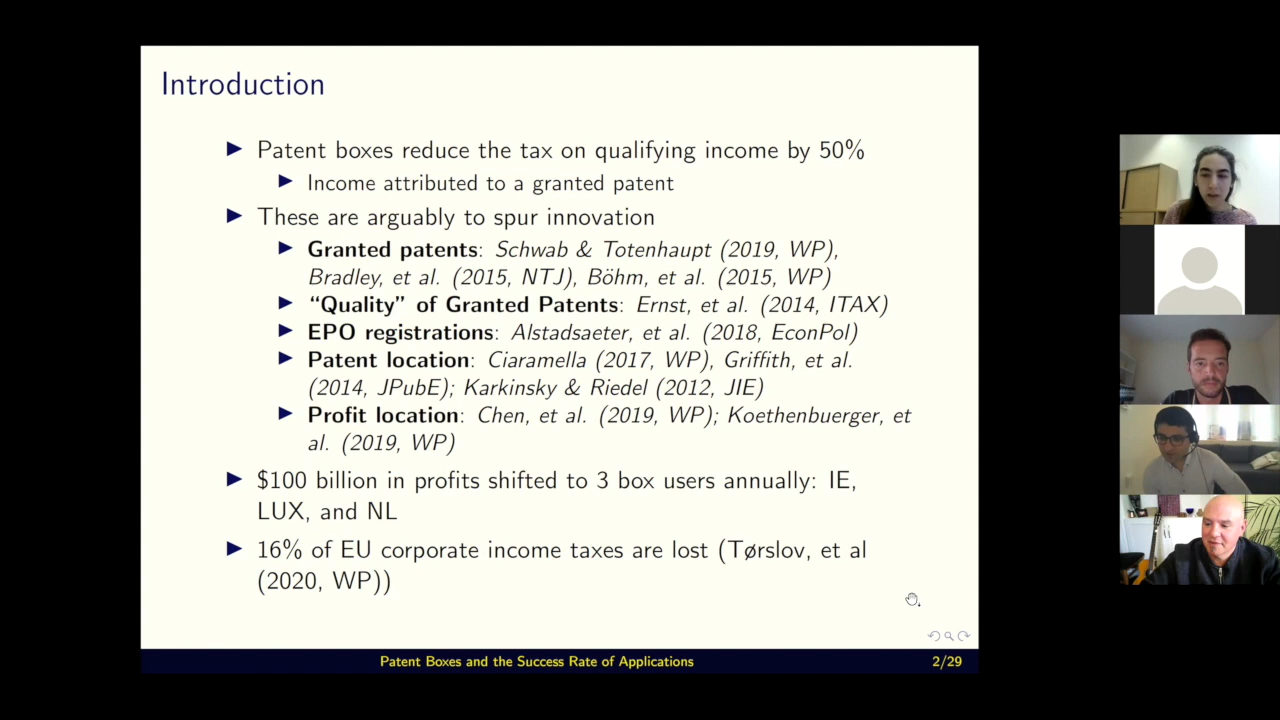 Introduction
Patent boxes reduce the tax on qualifying income by 50%
Income attributed to a granted patent
These are arguably to spur innovation
Granted patents: Schwab & Totenhaupt (2019, WP),
Bradley, et al. (2015, NTJ), Böhm, et al. (2015, WP)
“Quality” of Granted Patents: Ernst, et al. (2014, ITAX)
EPO registrations: Alstadsaeter, et al. (2018, EconPol)
Patent location: Ciaramella (2017, WP), Griffith, et al.
(2014, JPubE); Karkinsky & Riedel (2012, JIE)
Profit location: Chen, et al. (2019, WP); Koethenbuerger, et
al. (2019, WP)
$100 billion in profits shifted to 3 box users annually: IE,
LUX, and NL
16% of EU corporate income taxes are lost (Tørslov, et al
(2020, WP))
Patent Boxes and the Success Rate of Applications
2/29